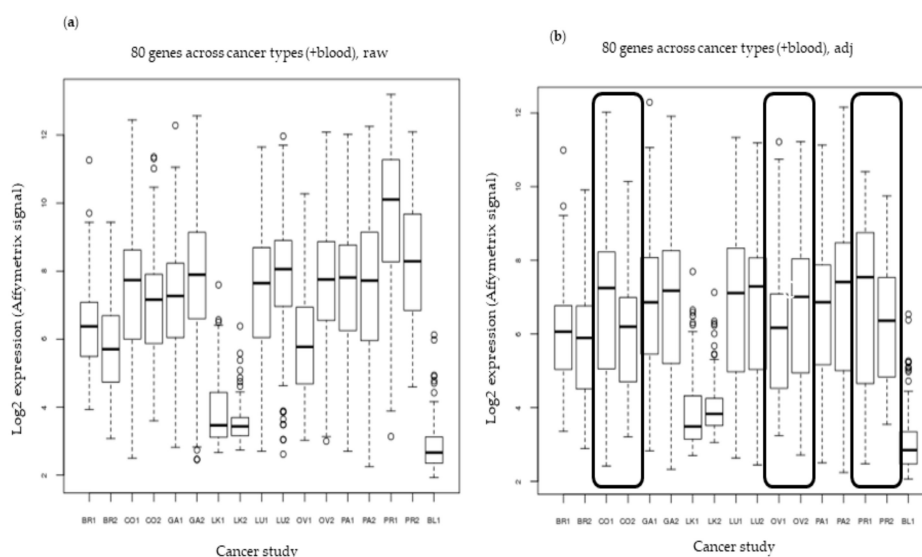 (a)
80 genes across cancer types (+blood), raw
Log2 expression (Affymetrix signal)
12
10
8
6
4
2
BR1 BR2 CO1 CO2 GA1 GA2 LK1 LK2 LU1 LU2 OV1 OV2 PA1 PA2 PR1 PR2 BL1
Cancer study
(b)
80 genes across cancer types (+blood), adj
Log2 expression (Affymetrix signal)
12
10
8
6
4
2
BR1 BR2 CO1 CO2 GA1 GA2 LK1 LK2 LU1 LU2 OV1 OV2 PA1 PA2 PR1 PR2 BL1
Cancer study